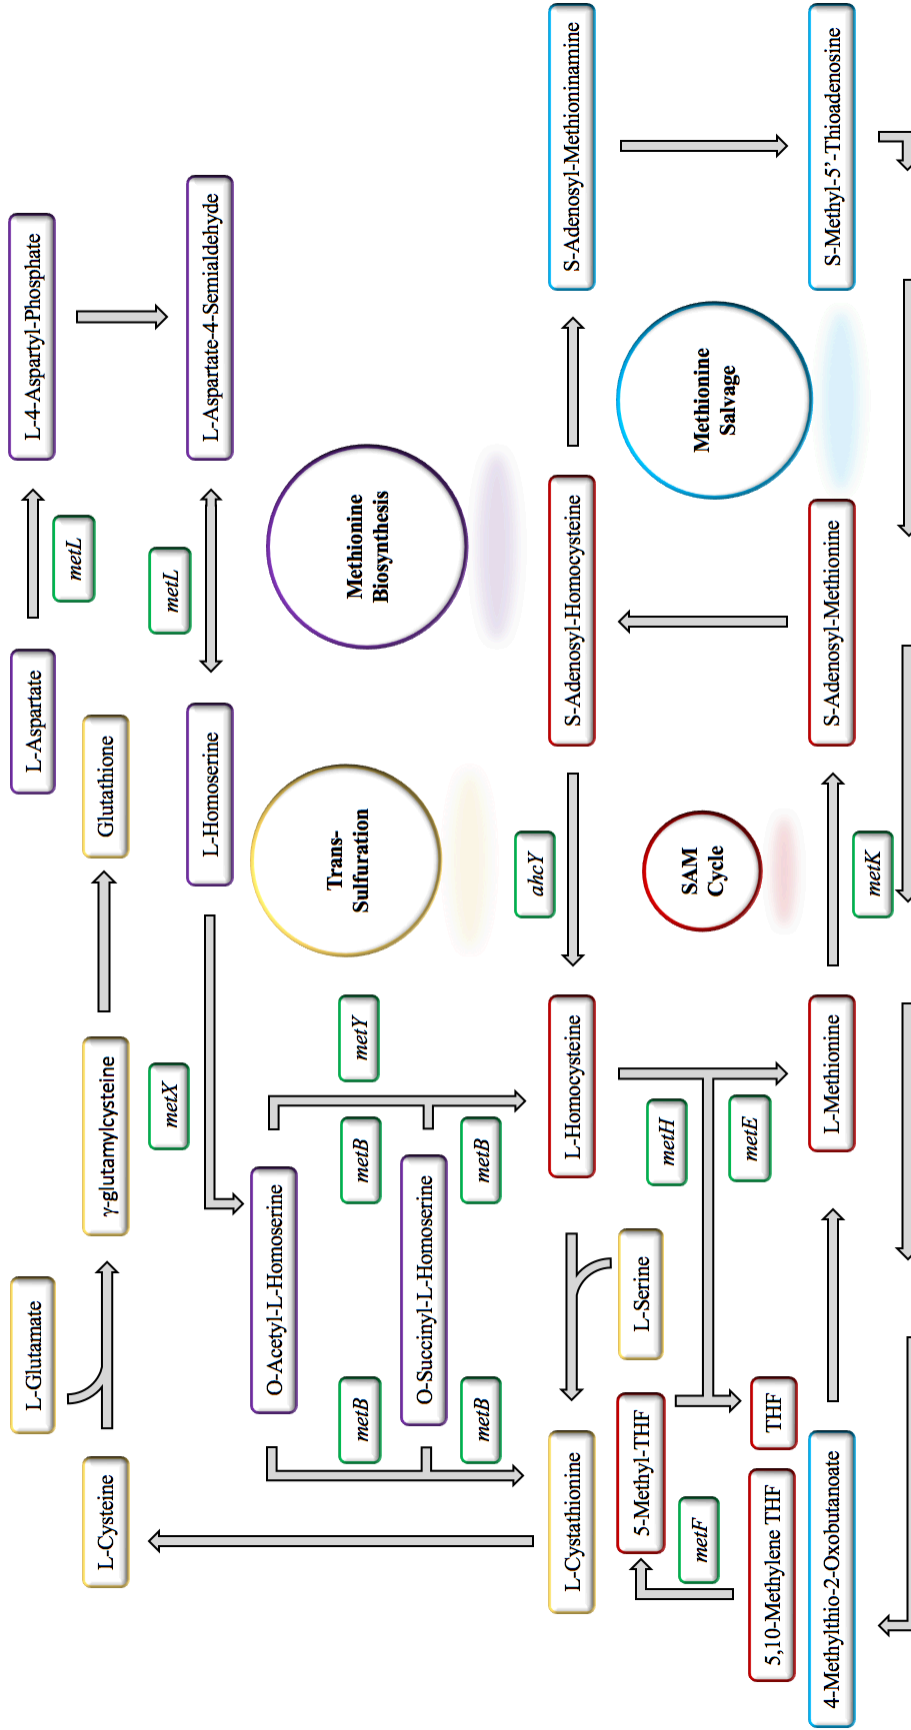 L-Cysteine
L-Glutamate
γ-glutamylcysteine
Glutathione
L-Aspartate
metL
L-4-Aspartyl-Phosphate
metX
L-Homoserine
metL
L-Aspartate-4-Semialdehyde
metB
O-Acetyl-L-Homoserine
metB
metY
Trans-
Sulfuration
Methionine
Biosynthesis
metB
O-Succinyl-L-Homoserine
metB
L-Cystathionine
L-Serine
L-Homocysteine
ahcY
S-Adenosyl-Homocysteine
S-Adenosyl-Methioninamine
5-Methyl-THF
metF
metH
metE
SAM
Cycle
Methionine
Salvage
5,10-Methylene THF
THF
4-Methylthio-2-Oxobutanoate
L-Methionine
metK
S-Adenosyl-Methionine
S-Methyl-5’-Thioadenosine